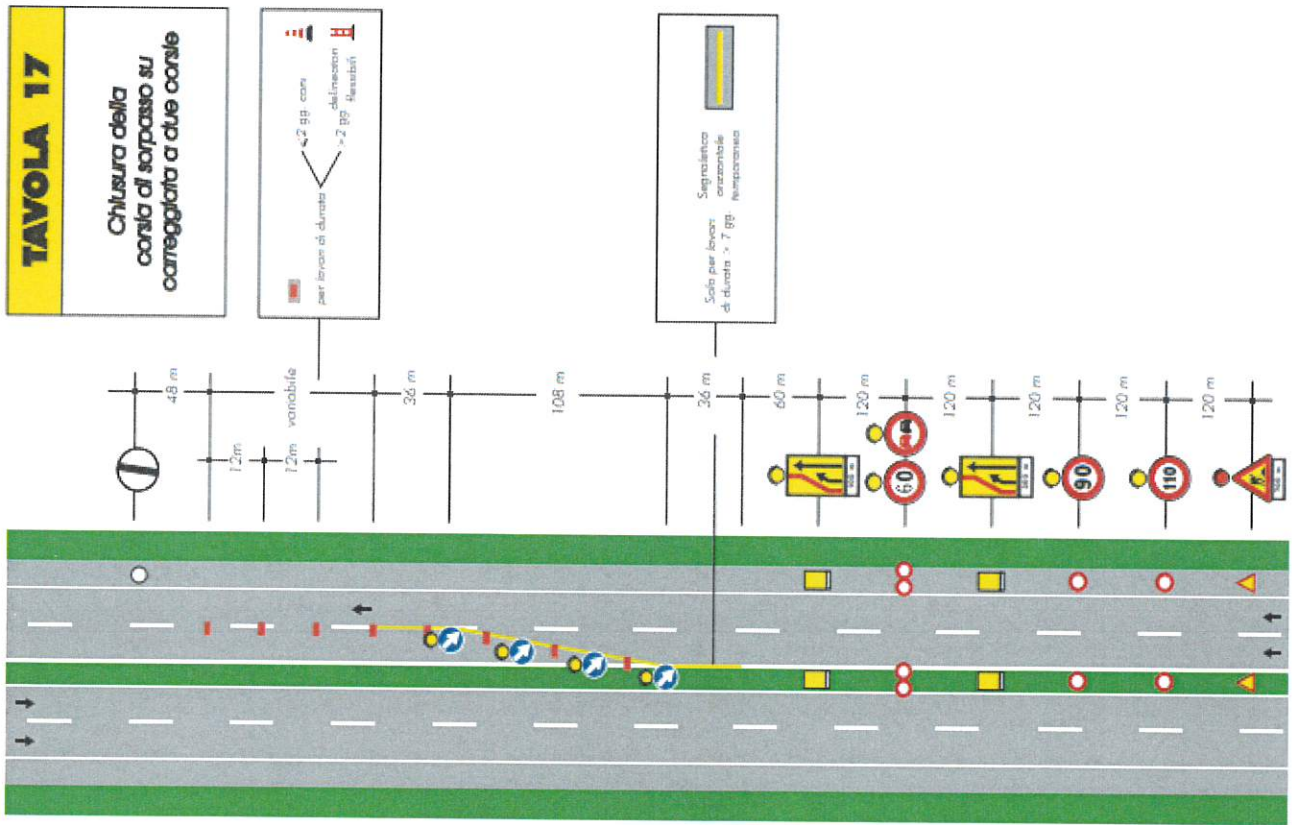 TAVOLA 17
Chiusura della
corsia di sorpasso su
carreggiata a due corsie
per lavori di durata
<2 gg. coni
>2 gg. delineatori
flessibili
Solo per lavori
di durata > 7 gg.
Segnaletica
orizzontale
temporanea
48 m
variabile
12m
12m
36 m
108 m
36 m
60 m
120 m
120 m
120 m
120 m
120 m
60
90
110